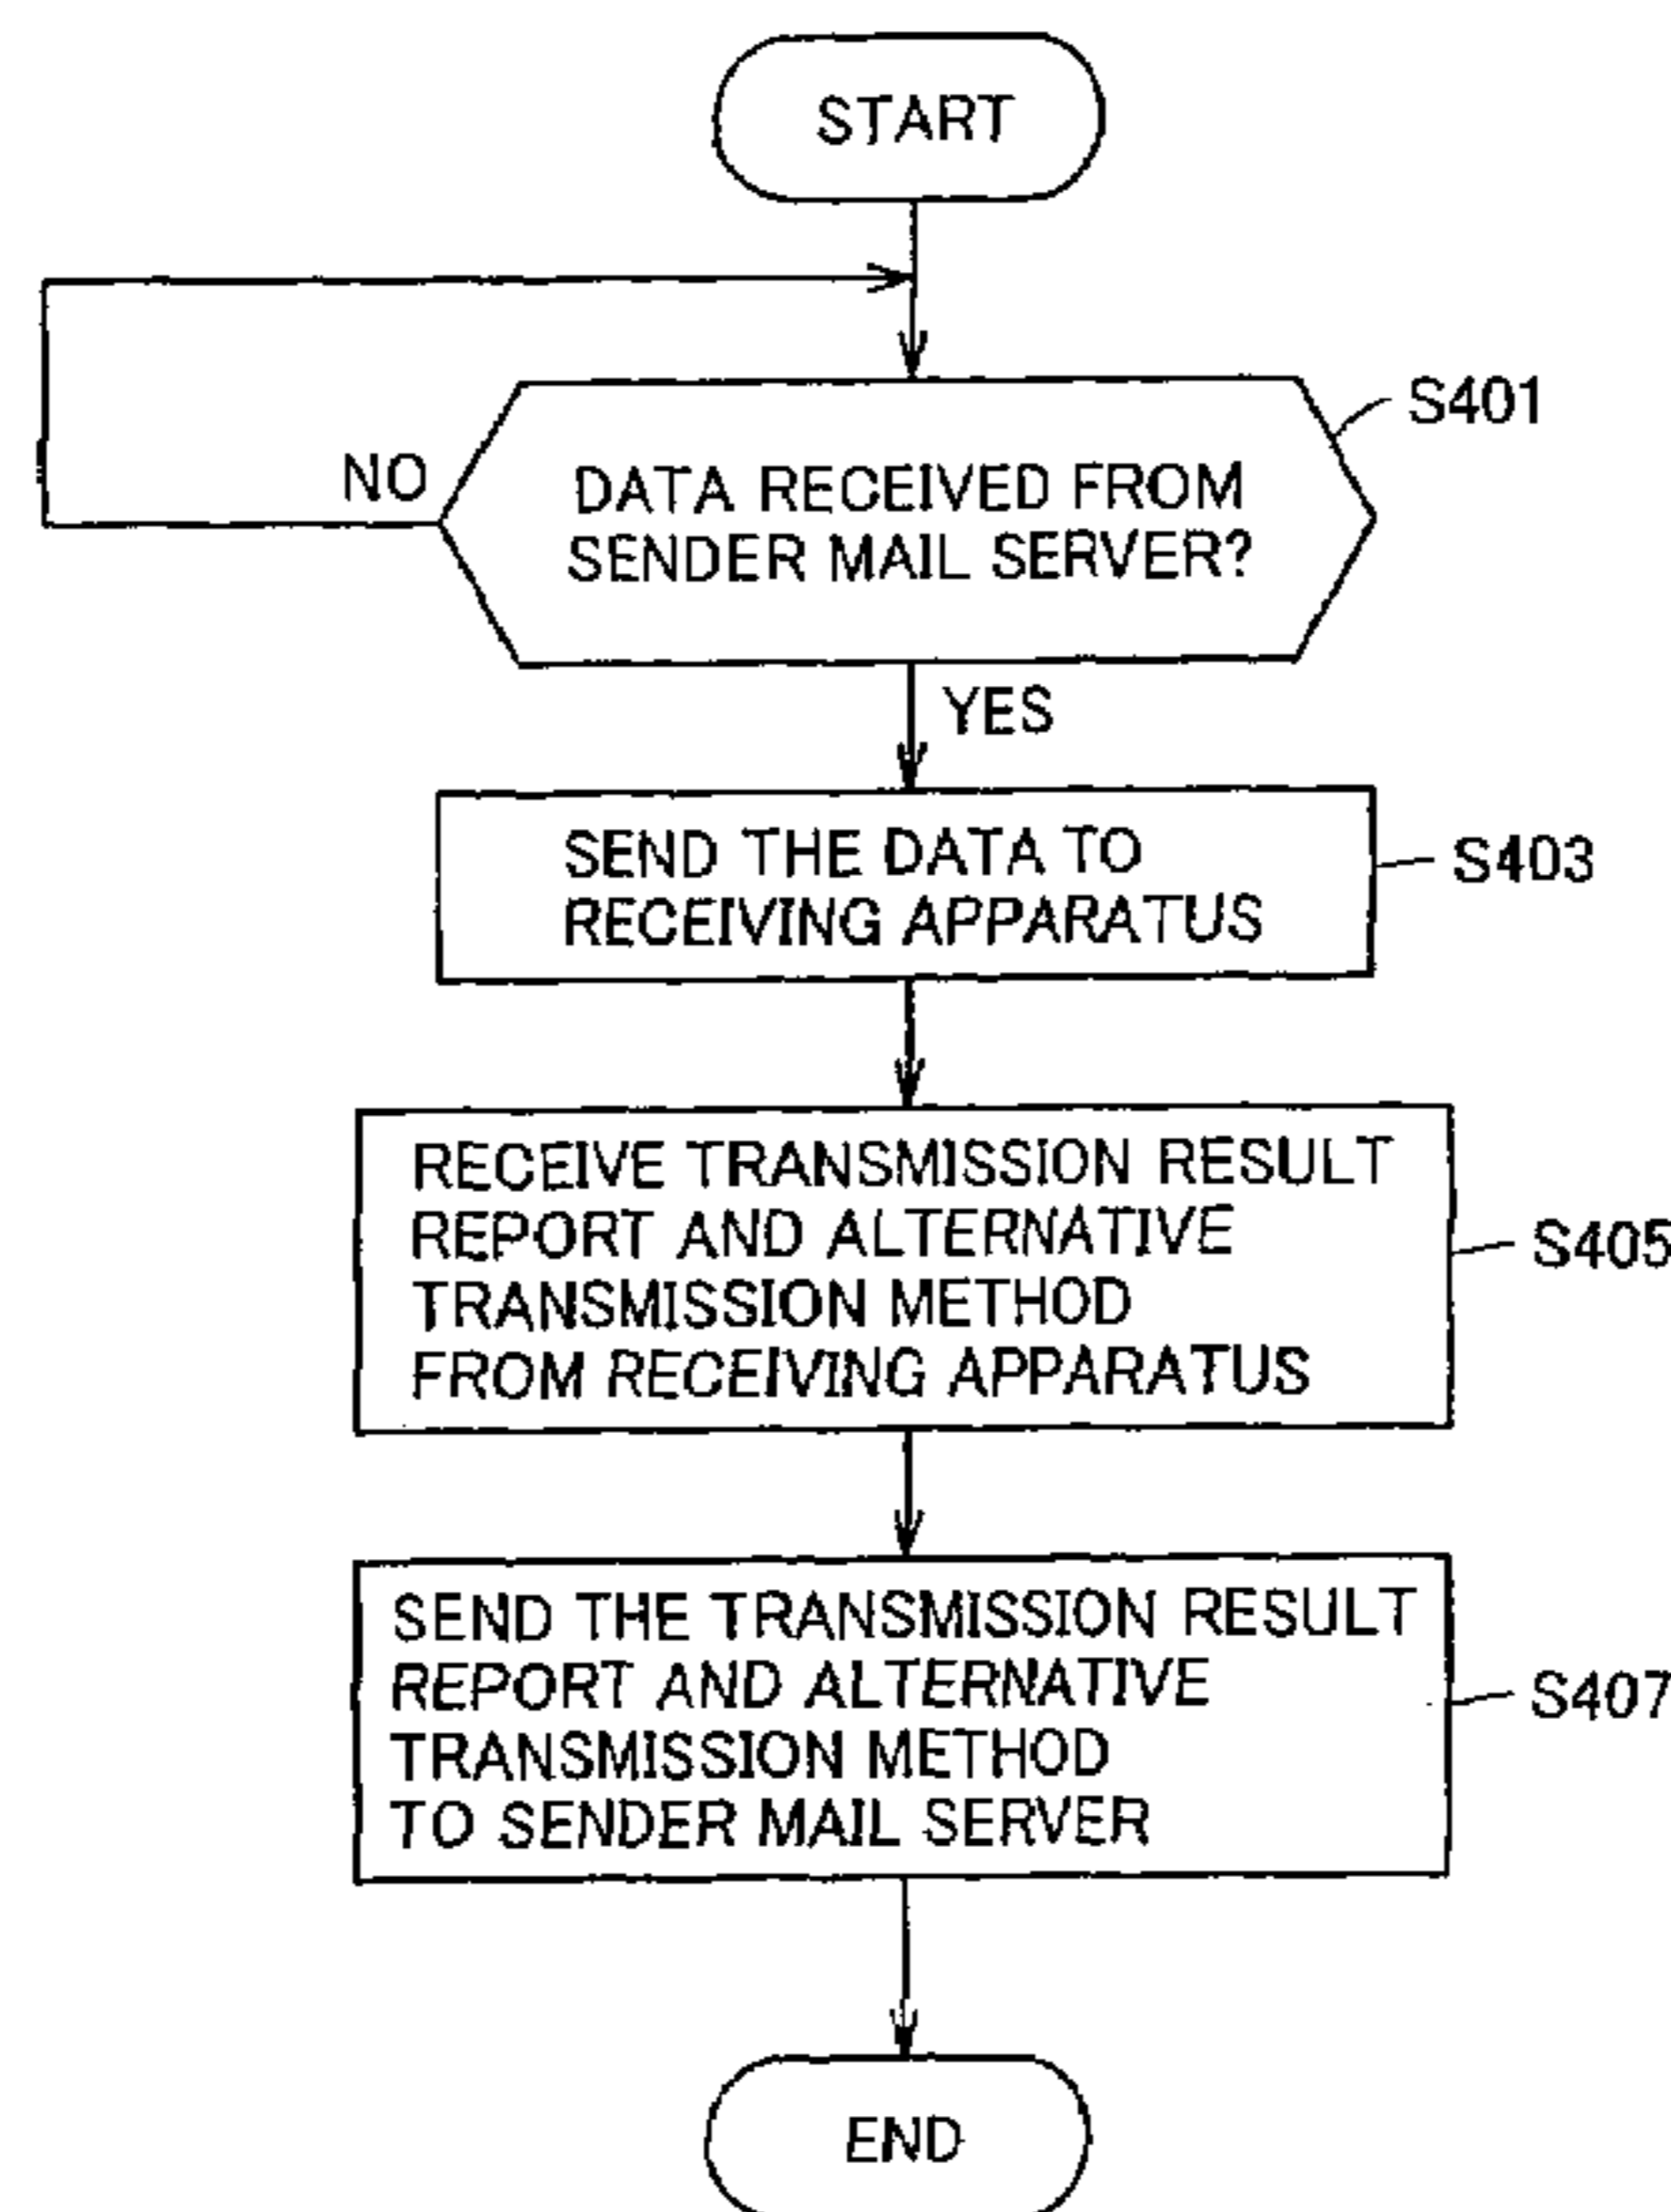 START
S401
NO
DATA RECEIVED FROM
SENDER MAIL SERVER?
YES
SEND THE DATA TO
RECEIVING APPARATUS
S403
RECEIVE TRANSMISSION RESULT
REPORT AND ALTERNATIVE
TRANSMISSION METHOD
FROM RECEIVING APPARATUS
S405
SEND THE TRANSMISSION RESULT
REPORT AND ALTERNATIVE
TRANSMISSION METHOD
TO SENDER MAIL SERVER
S407
END